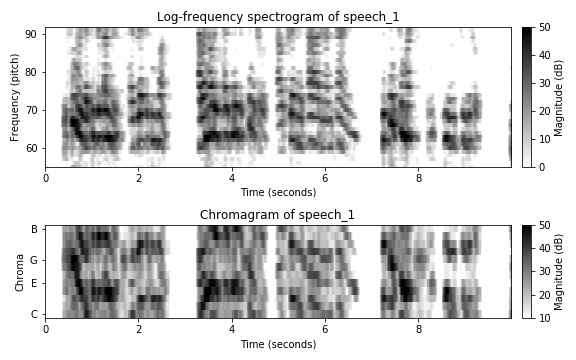 Log-frequency spectrogram of speech_1
90
80
70
60
Frequency (pitch)
0
2
4
6
8
Time (seconds)
50
40
30
20
10
0
Magnitude (dB)
Chromagram of speech_1
B
G
E
C
Chroma
0
2
4
6
8
Time (seconds)
50
40
30
20
10
Magnitude (dB)